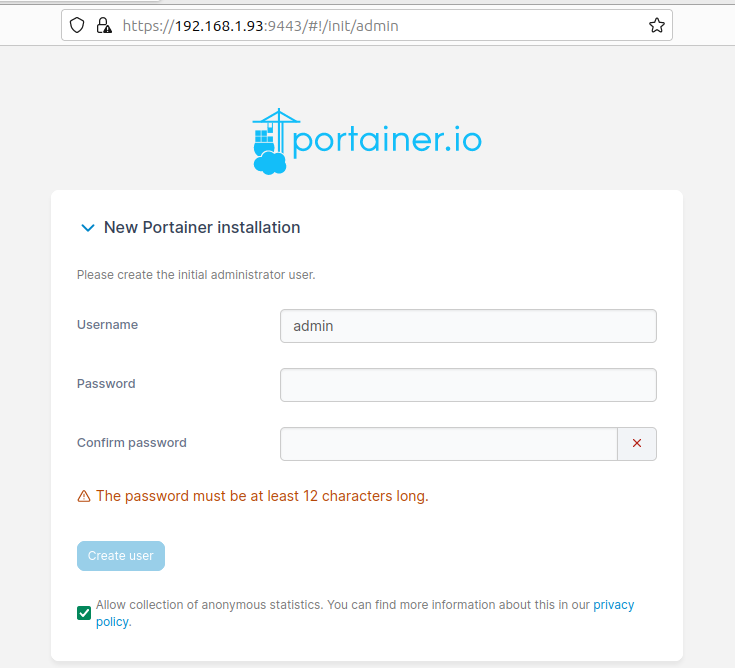 https://192.168.1.93:9443/#!/init/admin
portainer.io
New Portainer installation
Please create the initial administrator user.
Username
admin
Password
Confirm password
The password must be at least 12 characters long.
Create user
Allow collection of anonymous statistics. You can find more information about this in our privacy
policy.